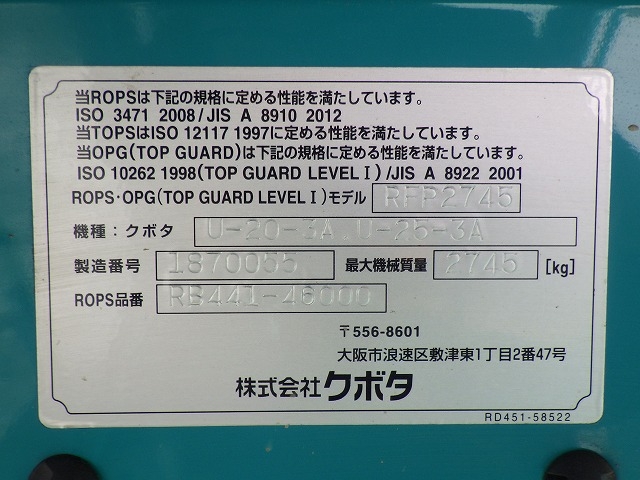 当ROPSは下記の規格に定める性能を満たしています。
ISO 3471 2008/JIS A 8910 2012
当TOPSはISO 12117 1997に定める性能を満たしています。
当OPG(TOP GUARD)は下記の規格に定める性能を満たしています。
ISO 10262 1998(TOP GUARD LEVEL I)/JIS A 8922 2001
ROPS・OPG(TOP GUARD LEVEL I)モデル RFP2745
機種：クボタ U-20-3A,U-25-3A
製造番号 1870055 最大機械質量 2745 [kg]
ROPS品番 RB441-46000
〒556-8601
大阪市浪速区敷津東1丁目2番47号
株式会社クボタ
RD451-58522